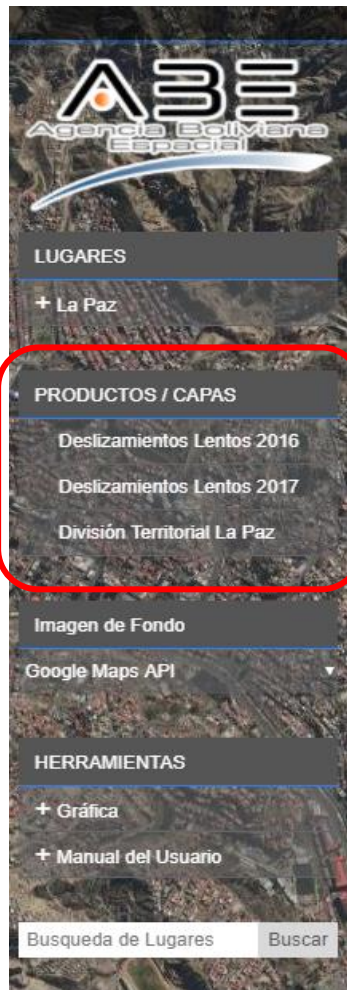 ABE
Agencia Boliviana
Espacial
LUGARES
+ La Paz
PRODUCTOS / CAPAS
Deslizamientos Lentos 2016
Deslizamientos Lentos 2017
División Territorial La Paz
Imagen de Fondo
Google Maps API ▼
HERRAMIENTAS
+ Gráfica
+ Manual del Usuario
Busqueda de Lugares Buscar